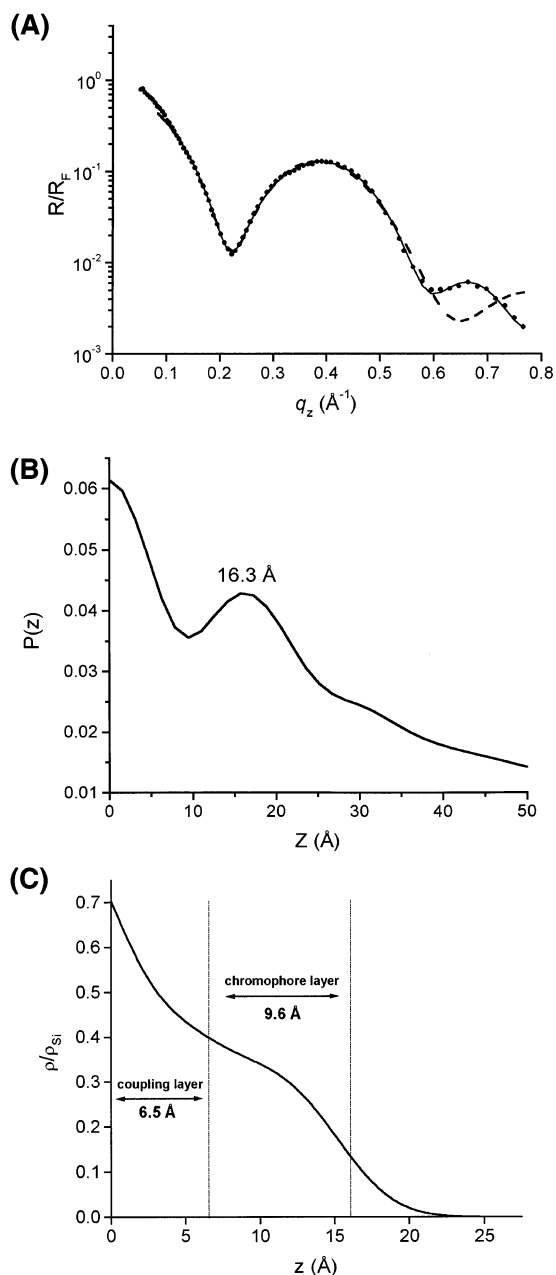 (A)
10⁰
10⁻¹
10⁻²
10⁻³
R/R_F
0.0 0.1 0.2 0.3 0.4 0.5 0.6 0.7 0.8
q_z (Å⁻¹)
(B)
0.06
0.05
0.04
0.03
0.02
0.01
P(z)
16.3 Å
0 10 20 30 40 50
Z (Å)
(C)
0.7
0.6
0.5
0.4
0.3
0.2
0.1
0.0
ρ/ρ_Si
chromophore layer
9.6 Å
coupling layer
6.5 Å
0 5 10 15 20 25
z (Å)